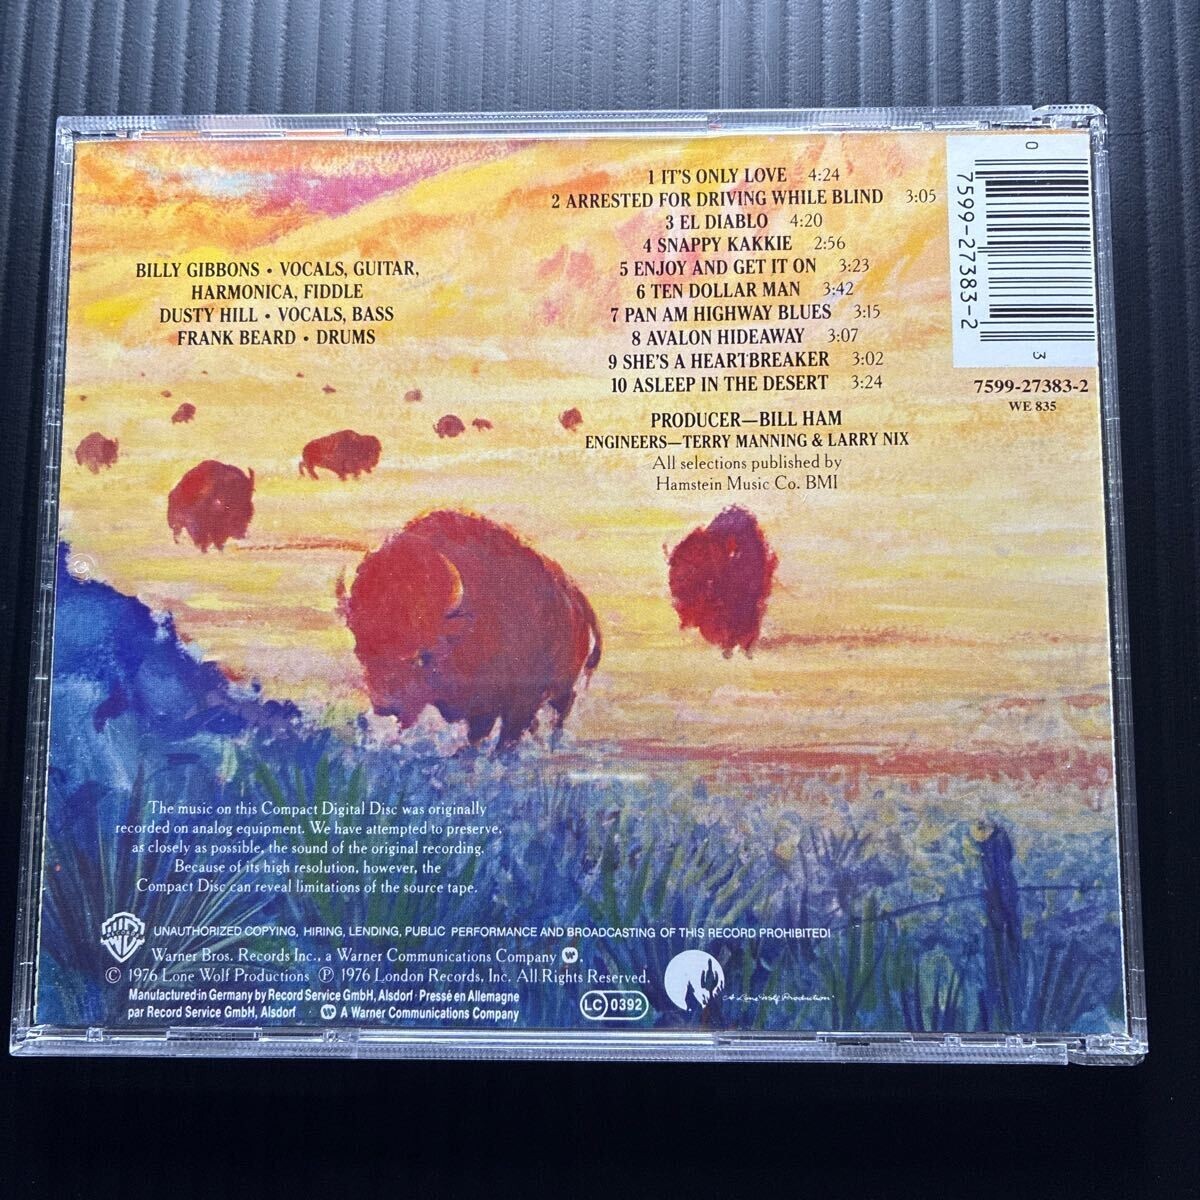 BILLY GIBBONS • VOCALS, GUITAR,
HARMONICA, FIDDLE
DUSTY HILL • VOCALS, BASS
FRANK BEARD • DRUMS
1 IT'S ONLY LOVE 4:24
2 ARRESTED FOR DRIVING WHILE BLIND 3:05
3 EL DIABLO 4:20
4 SNAPPY KAKKIE 2:56
5 ENJOY AND GET IT ON 3:23
6 TEN DOLLAR MAN 3:42
7 PAN AM HIGHWAY BLUES 3:15
8 AVALON HIDEAWAY 3:07
9 SHE'S A HEARTBREAKER 3:02
10 ASLEEP IN THE DESERT 3:24
PRODUCER—BILL HAM
ENGINEERS—TERRY MANNING & LARRY NIX
All selections published by
Hamstein Music Co. BMI
0
7599-27383-2
3
7599-27383-2
WE 835
The music on this Compact Digital Disc was originally
recorded on analog equipment. We have attempted to preserve,
as closely as possible, the sound of the original recording.
Because of its high resolution, however, the
Compact Disc can reveal limitations of the source tape.
RECORDS
UNAUTHORIZED COPYING, HIRING, LENDING, PUBLIC PERFORMANCE AND BROADCASTING OF THIS RECORD PROHIBITED!
Warner Bros. Records Inc., a Warner Communications Company.
© 1976 Lone Wolf Productions ℗ 1976 London Records, Inc. All Rights Reserved.
Manufactured in Germany by Record Service GmbH, Alsdorf · Pressé en Allemagne
par Record Service GmbH, Alsdorf · A Warner Communications Company
LC 0392
A Lone Wolf Production